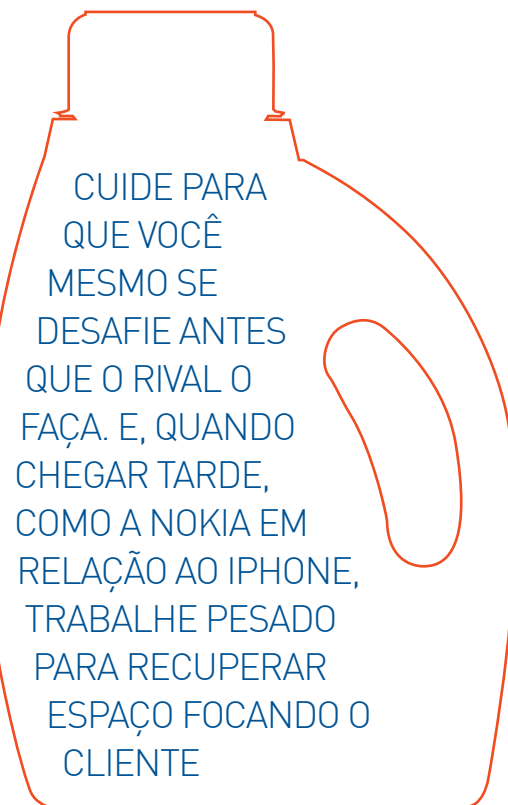 CUIDE PARA
QUE VOCÊ
MESMO SE
DESAFIE ANTES
QUE O RIVAL O
FAÇA. E, QUANDO
CHEGAR TARDE,
COMO A NOKIA EM
RELAÇÃO AO IPHONE,
TRABALHE PESADO
PARA RECUPERAR
ESPAÇO FOCANDO O
CLIENTE